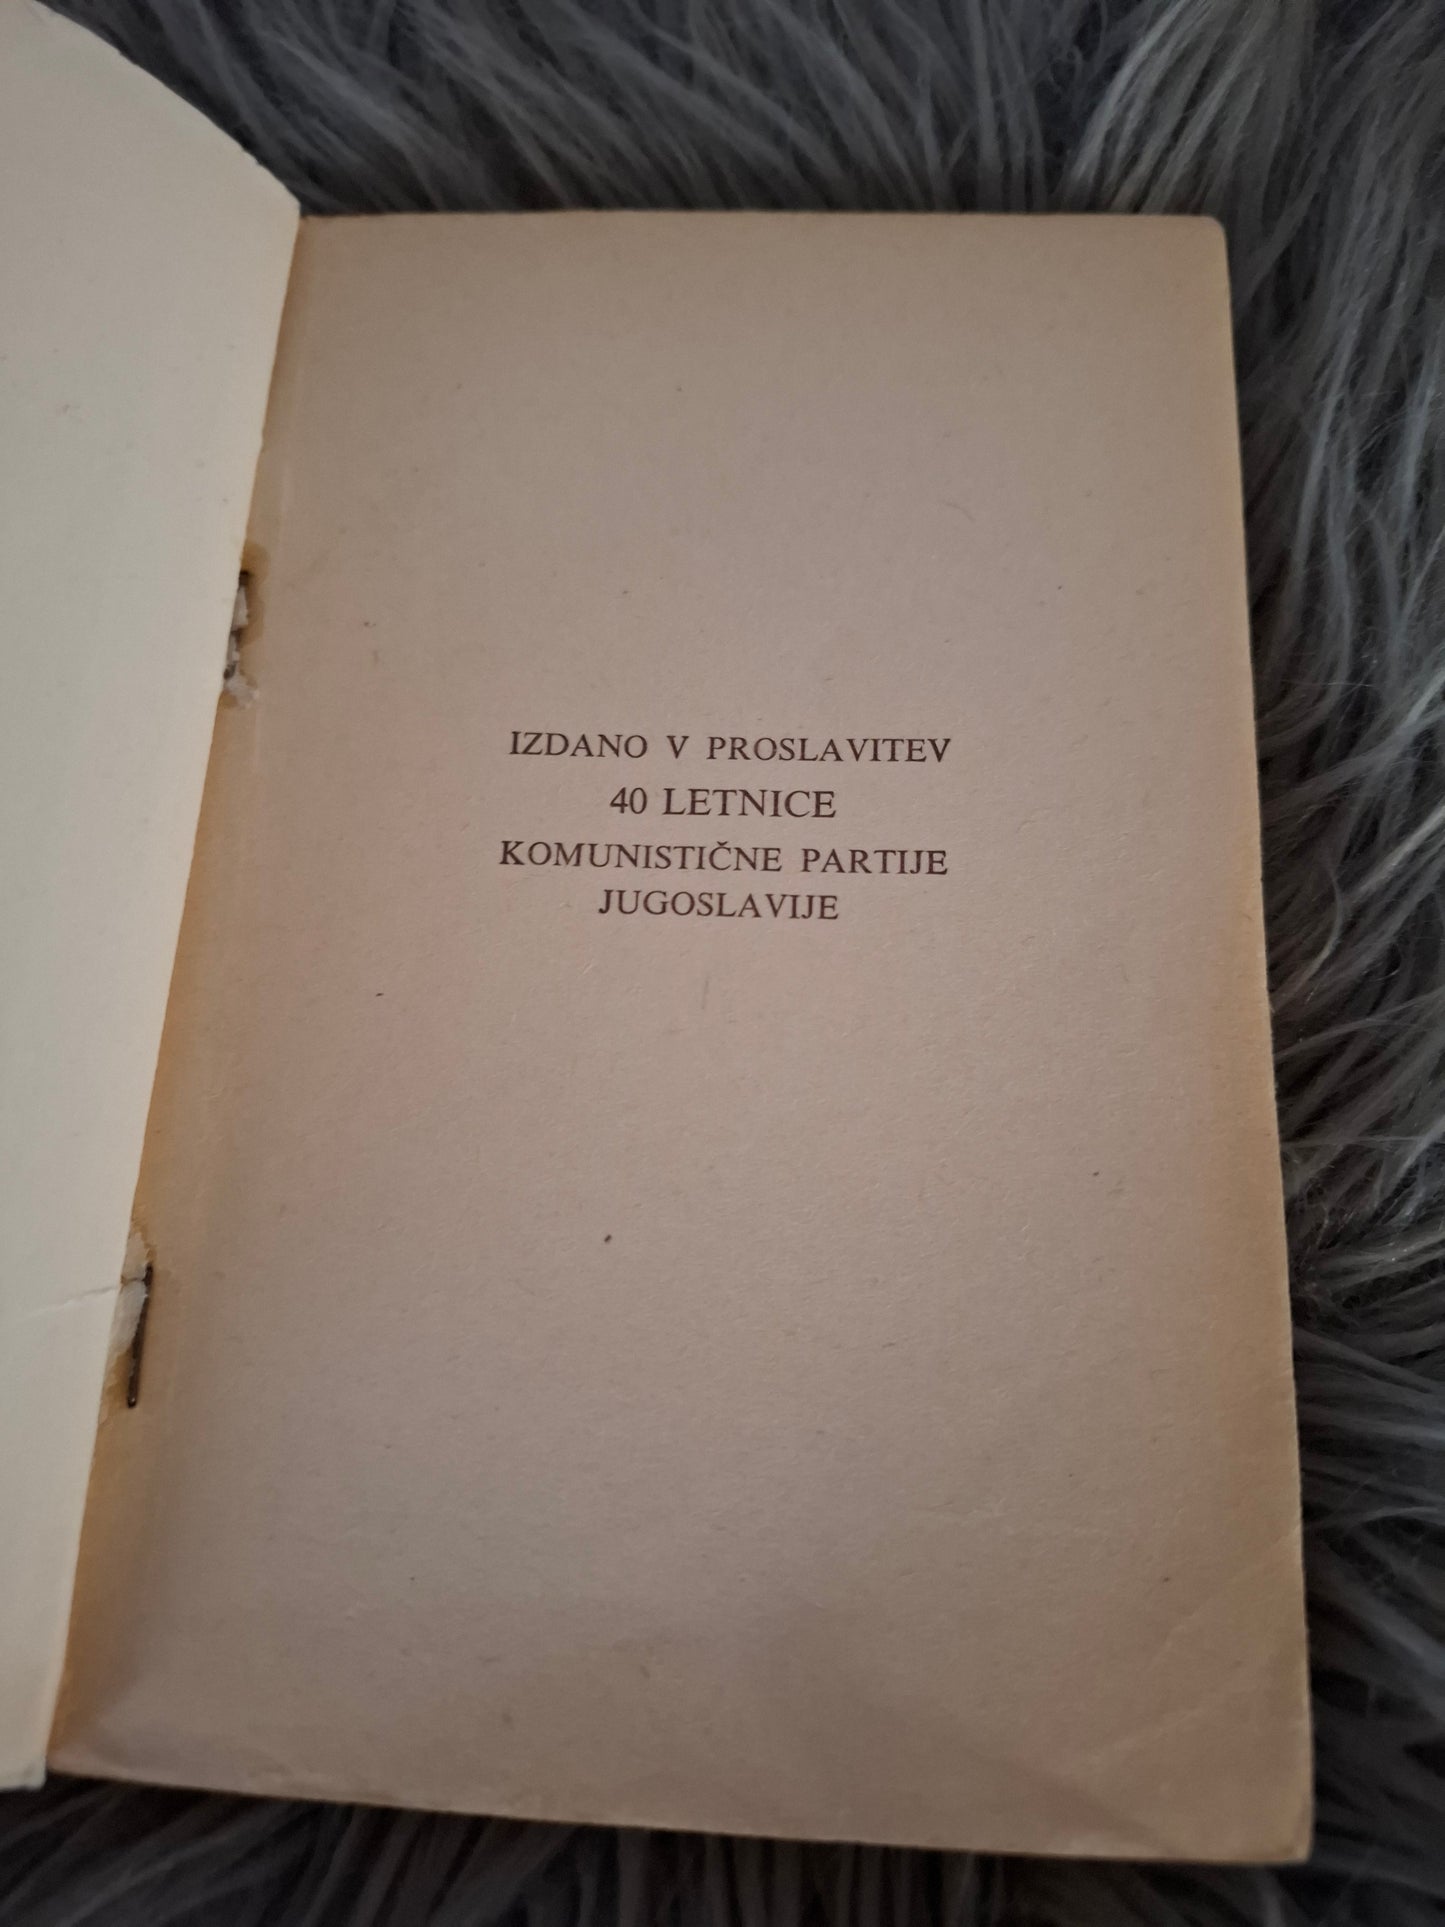 IZDANO V PROSLAVITEV
40 LETNICE
KOMUNISTIČNE PARTIJE
JUGOSLAVIJE